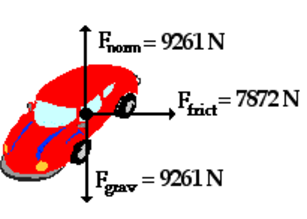 Fnorm = 9261 N
Ffrict = 7872 N
Fgrav = 9261 N